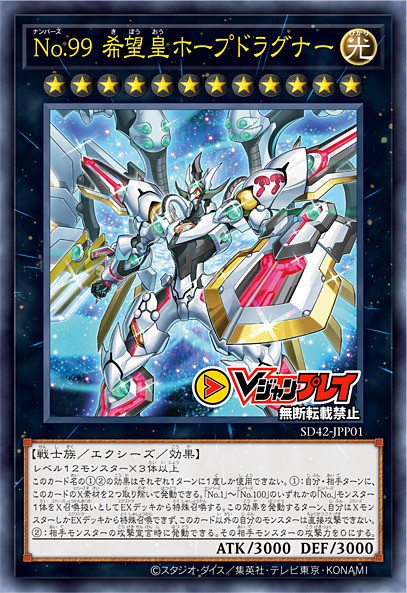 No.99 希望皇ホープドラグナー
ナンバーズ
きぼうおう
ひかり
光
Vジャンプレイ
無断転載禁止
SD42-JPP01
【戦士族／エクシーズ／効果】
レベル12モンスター×3体以上
このカード名の①②の効果はそれぞれ1ターンに1度しか使用できない。①：自分・相手ターンに、
このカードのX素材を2つ取り除いて発動できる。「No.1」～「No.100」のいずれかの「No.」モンスター
1体をX召喚扱いとしてEXデッキから特殊召喚する。この効果を発動するターン、自分はXモン
スターしかEXデッキから特殊召喚できず、このカード以外の自分のモンスターは直接攻撃できない。
②：相手モンスターの攻撃宣言時に発動できる。その相手モンスターの攻撃力を0にする。
ATK/3000 DEF/3000
©スタジオ・ダイス／集英社・テレビ東京・KONAMI